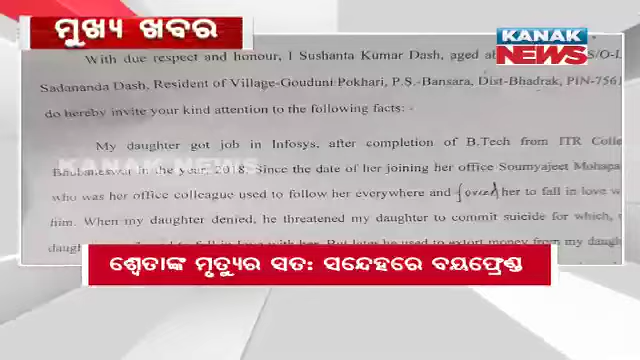 ମୁଖ୍ୟ ଖବର
KANAK NEWS
With due respect and honour, I Sushanta Kumar Dash, aged S/O-
Sadananda Dash, Resident of Village-Gouduni Pokhari, P.S.-Bansara, Dist-Bhadrak, PIN-7561
do hereby invite your kind attention to the following facts: -
My daughter got job in Infosys, after completion of B.Tech from ITR Colle
Bhubaneswar in the year, 2018. Since the date of her joining her office Soumyajeet Mohapa
who was her office colleague used to follow her everywhere and forced her to fall in love w
him. When my daughter denied, he threatened my daughter to commit suicide for which,
daugh to fall in love with her. But later he used to extort money from my daugh
KANAK NEWS
ଶ୍ୱେତାଙ୍କ ମୃତ୍ୟୁର ସତ: ସନ୍ଦେହରେ ବୟଫ୍ରେଣ୍ଡ